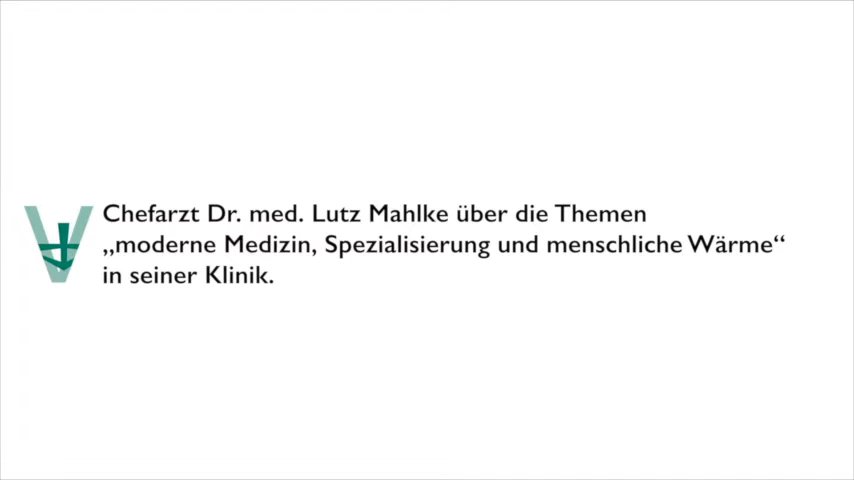 Chefarzt Dr. med. Lutz Mahlke über die Themen
„moderne Medizin, Spezialisierung und menschliche Wärme“
in seiner Klinik.